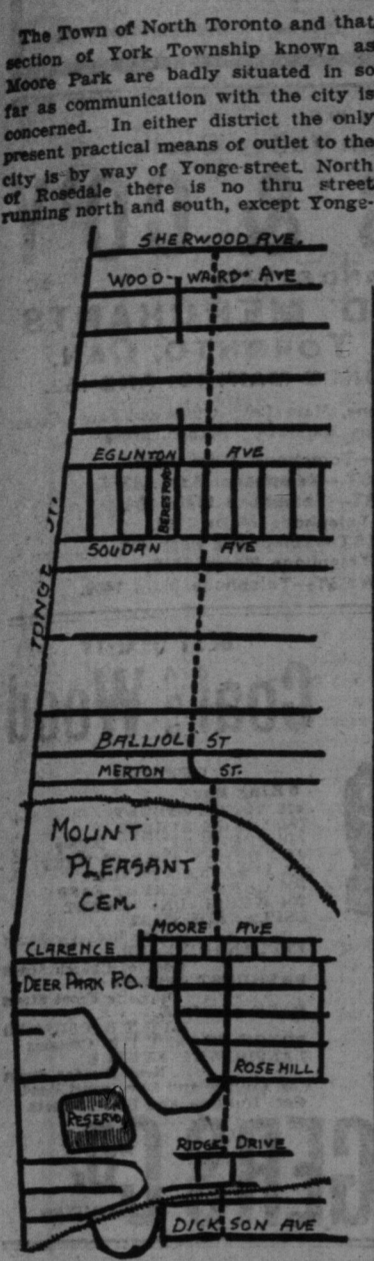 The Town of North Toronto and that
section of York Township known as
Moore Park are badly situated in so
far as communication with the city is
concerned. In either district the only
present practical means of outlet to the
city is by way of Yonge-street. North
of Rosedale there is no thru street
running north and south, except Yonge-
SHERWOOD AVE.
WOOD-WARD AVE
EGLINTON AVE
BERESFORD
SOUDAN AVE
YONGE ST.
BALLIOL ST
MERTON ST.
MOUNT
PLEASANT
CEM.
MOORE AVE
CLARENCE
DEER PARK P.O.
ROSEHILL
RESERVO
RIDGE DRIVE
DICKSON AVE